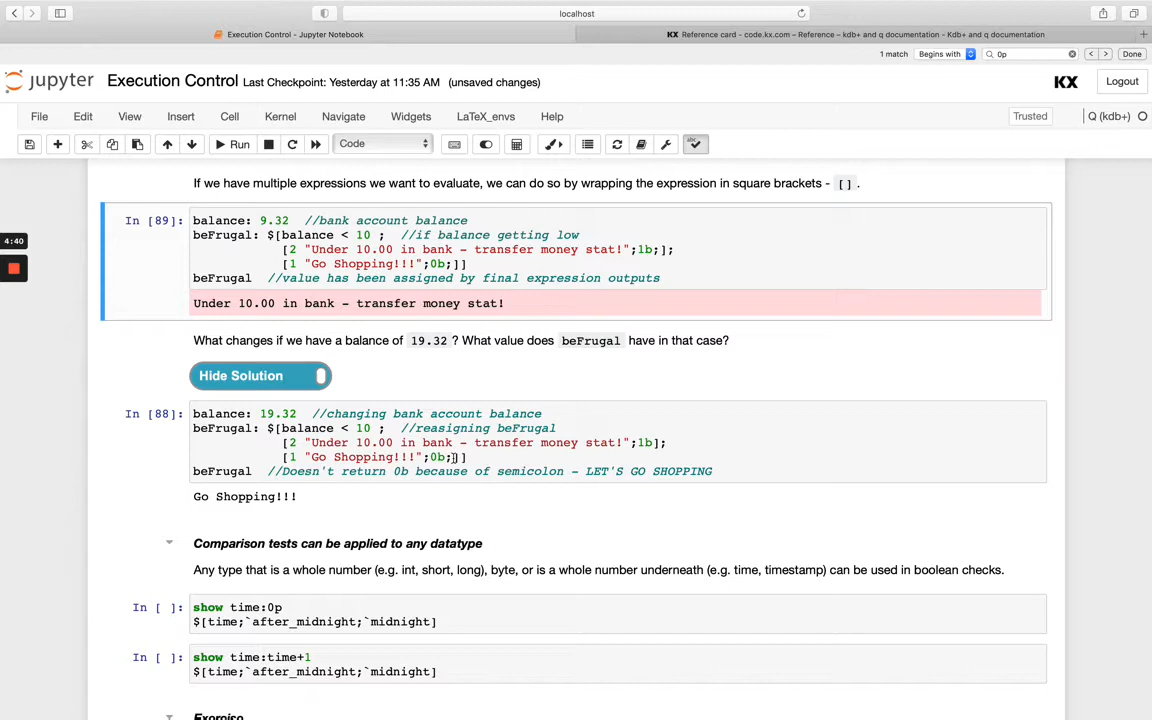 localhost
Execution Control - Jupyter Notebook
KX Reference card - code.kx.com – Reference – kdb+ and q documentation - Kdb+ and q documentation
1 match Begins with 0p Done
jupyter Execution Control Last Checkpoint: Yesterday at 11:35 AM (unsaved changes) KX Logout
File Edit View Insert Cell Kernel Navigate Widgets LaTeX_envs Help Trusted Q (kdb+)
Run Code
If we have multiple expressions we want to evaluate, we can do so by wrapping the expression in square brackets - [] .
In [89]: balance: 9.32 //bank account balance
beFrugal: $[balance < 10 ; //if balance getting low
[2 "Under 10.00 in bank - transfer money stat!";1b;];
[1 "Go Shopping!!!";0b;]]
beFrugal //value has been assigned by final expression outputs
Under 10.00 in bank - transfer money stat!
4:40
What changes if we have a balance of 19.32 ? What value does beFrugal have in that case?
Hide Solution
In [88]: balance: 19.32 //changing bank account balance
beFrugal: $[balance < 10 ; //reasigning beFrugal
[2 "Under 10.00 in bank - transfer money stat!";1b];
[1 "Go Shopping!!!";0b;]]
beFrugal //Doesn't return 0b because of semicolon - LET'S GO SHOPPING
Go Shopping!!!
Comparison tests can be applied to any datatype
Any type that is a whole number (e.g. int, short, long), byte, or is a whole number underneath (e.g. time, timestamp) can be used in boolean checks.
In [ ]: show time:0p
$[time;`after_midnight;`midnight]
In [ ]: show time:time+1
$[time;`after_midnight;`midnight]
Exercise